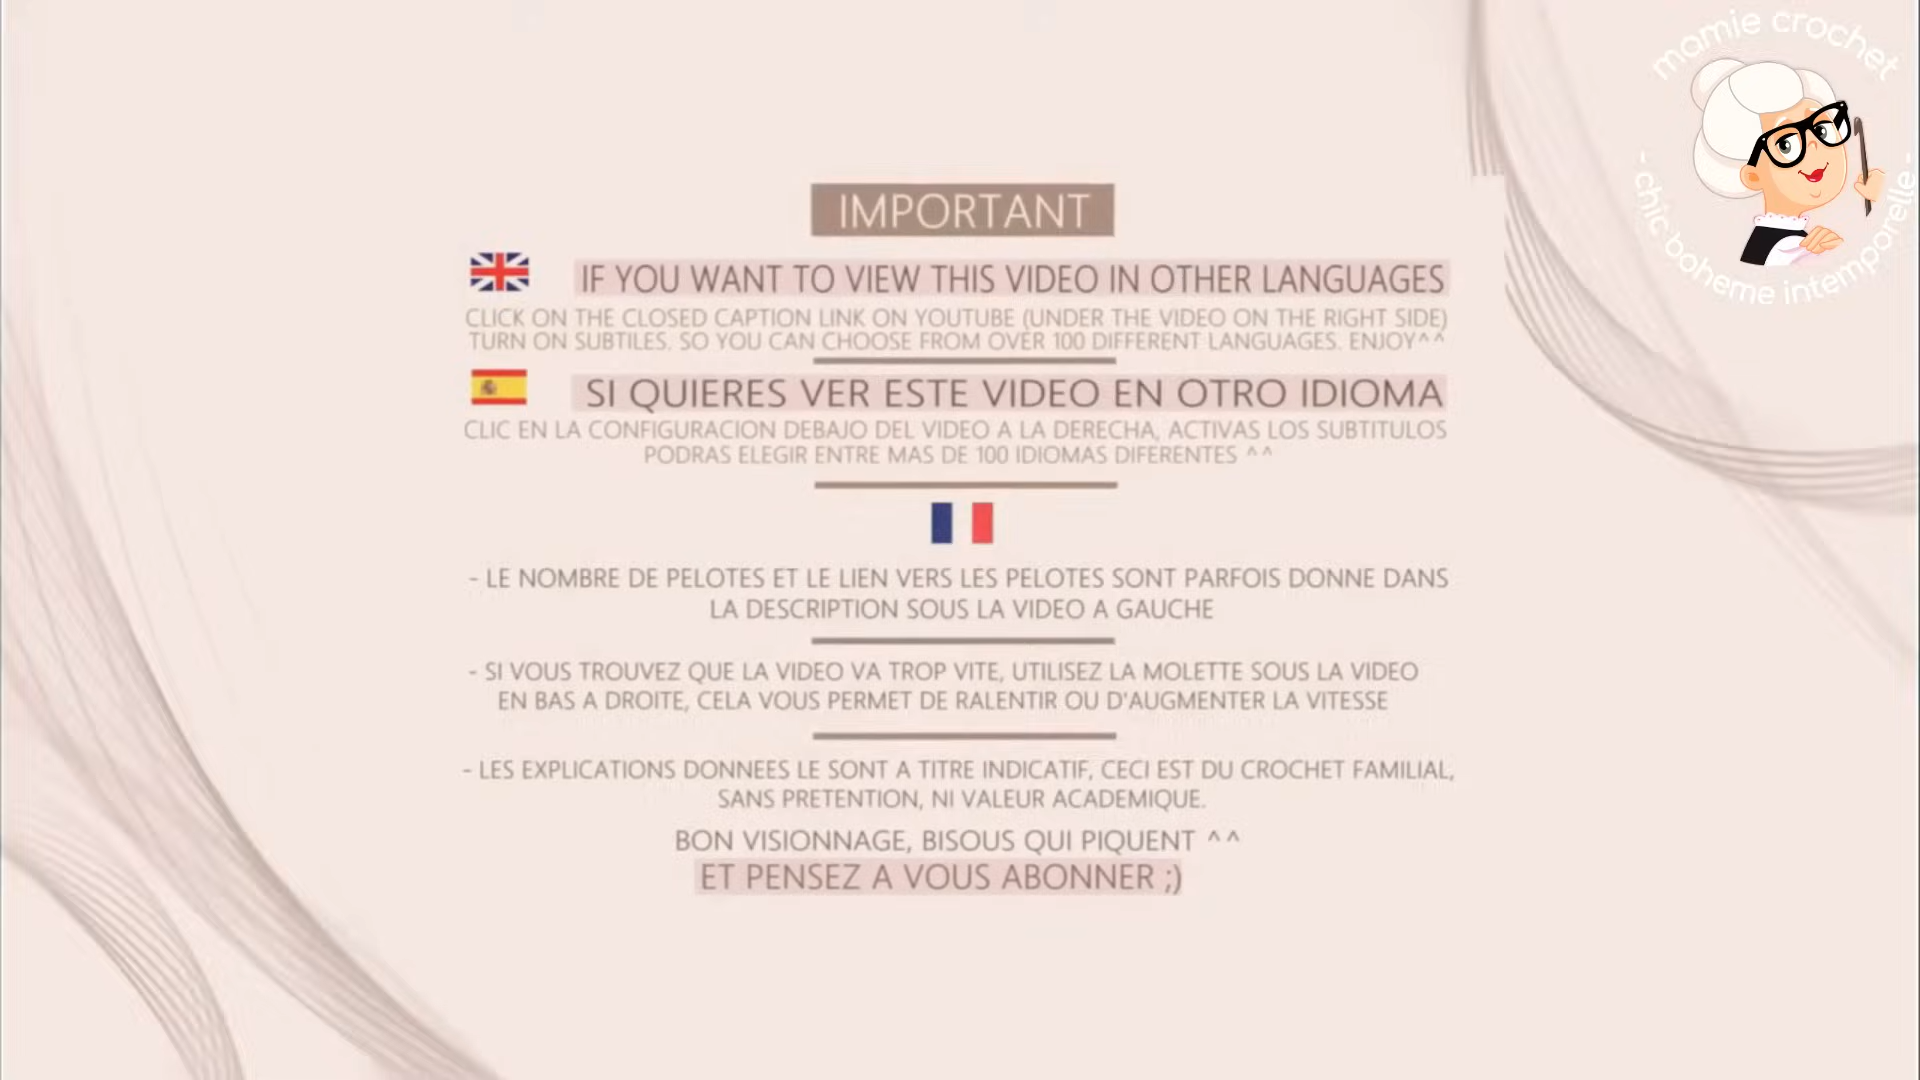 mamie crochet
- chic boheme intemporelle -
IMPORTANT
IF YOU WANT TO VIEW THIS VIDEO IN OTHER LANGUAGES
CLICK ON THE CLOSED CAPTION LINK ON YOUTUBE (UNDER THE VIDEO ON THE RIGHT SIDE)
TURN ON SUBTILES. SO YOU CAN CHOOSE FROM OVER 100 DIFFERENT LANGUAGES. ENJOY^^
SI QUIERES VER ESTE VIDEO EN OTRO IDIOMA
CLIC EN LA CONFIGURACION DEBAJO DEL VIDEO A LA DERECHA, ACTIVAS LOS SUBTITULOS
PODRAS ELEGIR ENTRE MAS DE 100 IDIOMAS DIFERENTES ^^
- LE NOMBRE DE PELOTES ET LE LIEN VERS LES PELOTES SONT PARFOIS DONNE DANS
LA DESCRIPTION SOUS LA VIDEO A GAUCHE
- SI VOUS TROUVEZ QUE LA VIDEO VA TROP VITE, UTILISEZ LA MOLETTE SOUS LA VIDEO
EN BAS A DROITE, CELA VOUS PERMET DE RALENTIR OU D'AUGMENTER LA VITESSE
- LES EXPLICATIONS DONNEES LE SONT A TITRE INDICATIF, CECI EST DU CROCHET FAMILIAL,
SANS PRETENTION, NI VALEUR ACADEMIQUE.
BON VISIONNAGE, BISOUS QUI PIQUENT ^^
ET PENSEZ A VOUS ABONNER ;)